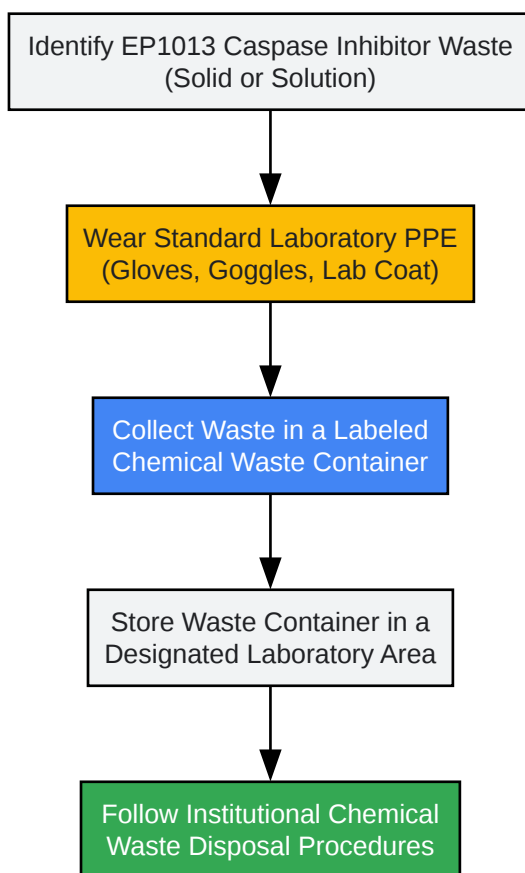 Identify EP1013 Caspase Inhibitor Waste
(Solid or Solution)
Wear Standard Laboratory PPE
(Gloves, Goggles, Lab Coat)
Collect Waste in a Labeled
Chemical Waste Container
Store Waste Container in a
Designated Laboratory Area
Follow Institutional Chemical
Waste Disposal Procedures